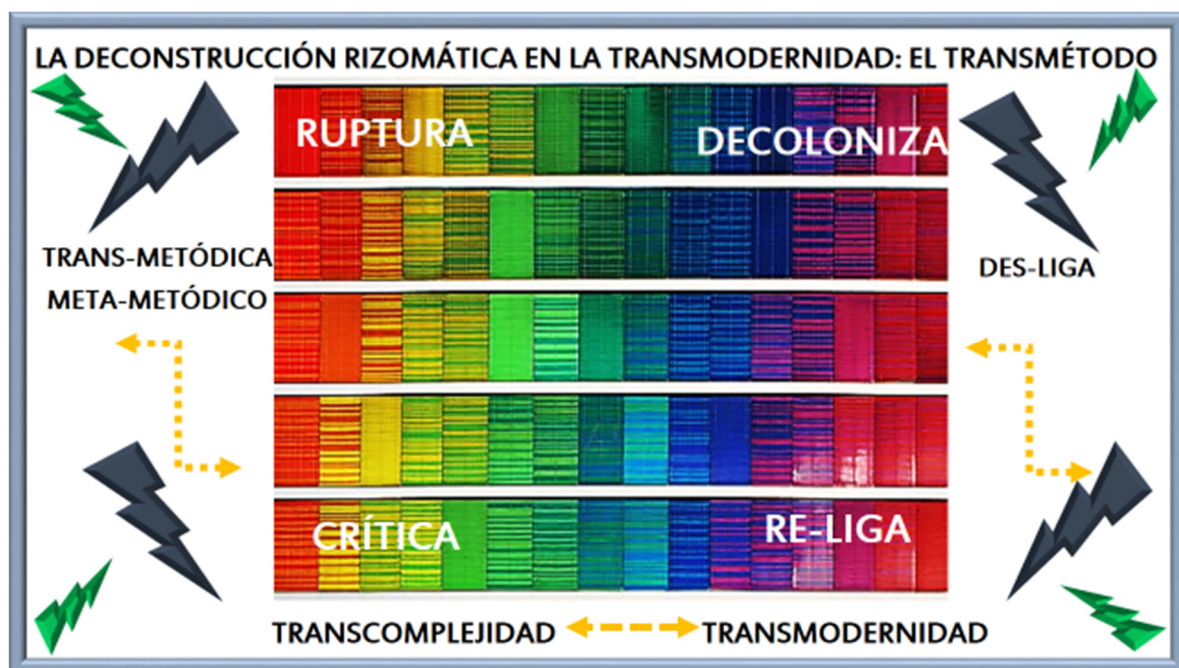 LA DECONSTRUCCIÓN RIZOMÁTICA EN LA TRANSMODERNIDAD: EL TRANSMÉTODO
RUPTURA
DECOLONIZA
TRANS-METÓDICA
META-METÓDICO
DES-LIGA
CRÍTICA
RE-LIGA
TRANSCOMPLEJIDAD
TRANSMODERNIDAD